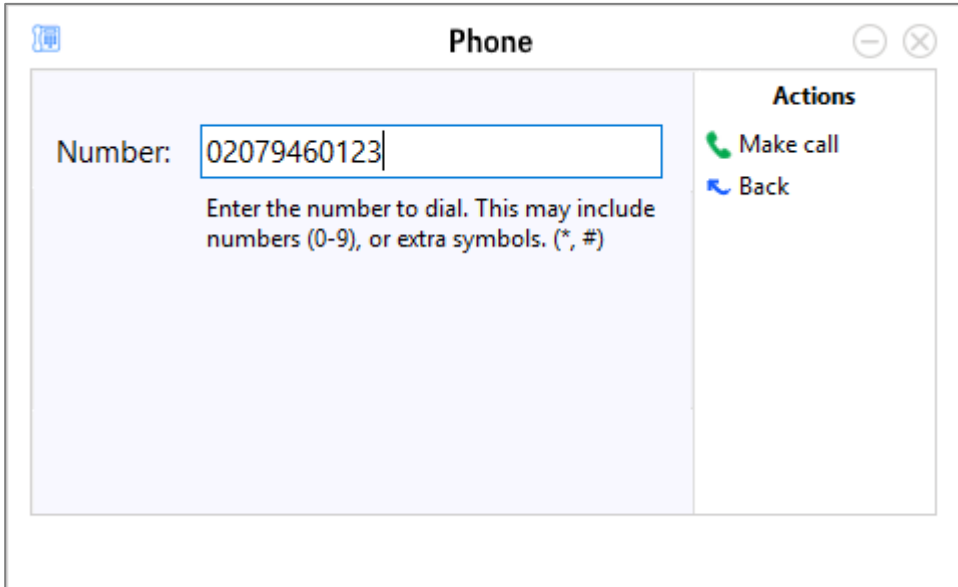 Phone
Number:
02079460123
Enter the number to dial. This may include
numbers (0-9), or extra symbols. (*, #)
Actions
Make call
Back